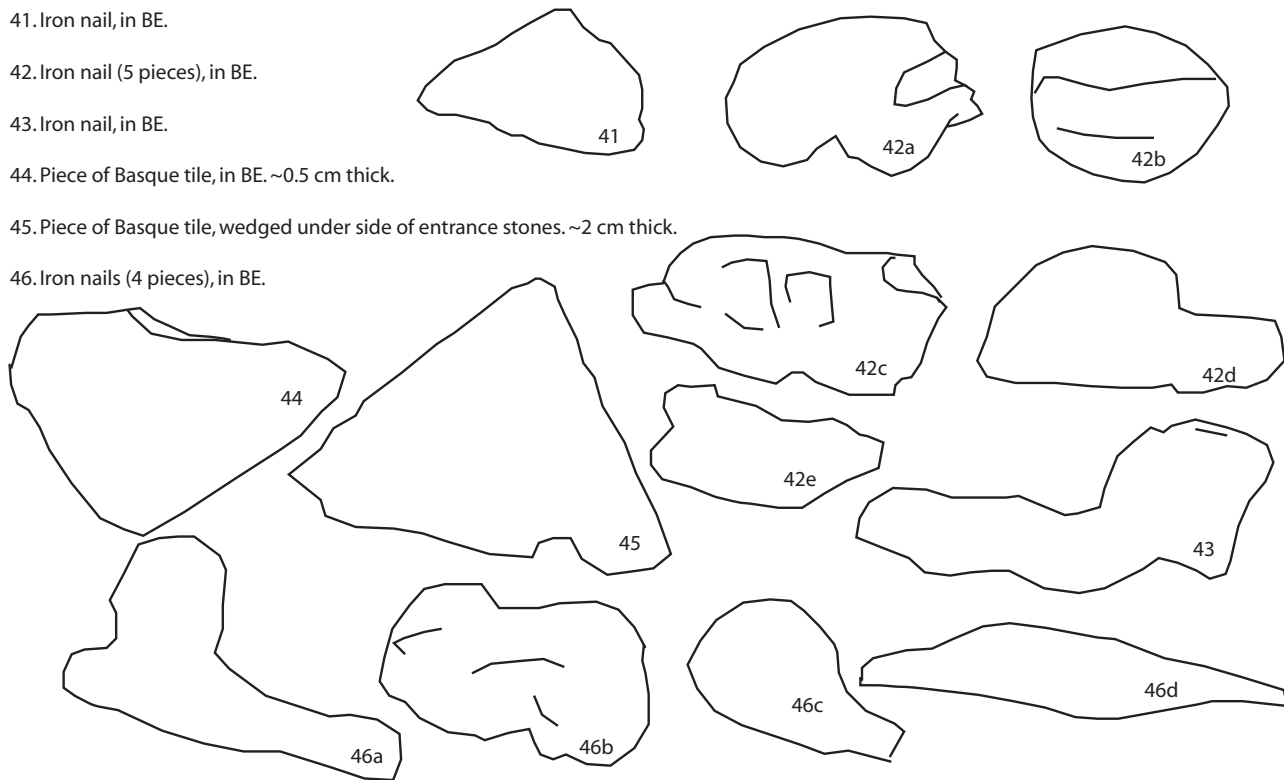 41. Iron nail, in BE.
42. Iron nail (5 pieces), in BE.
43. Iron nail, in BE.
44. Piece of Basque tile, in BE. ~0.5 cm thick.
45. Piece of Basque tile, wedged under side of entrance stones. ~2 cm thick.
46. Iron nails (4 pieces), in BE.
41
42a
42b
42c
42d
44
42e
45
43
46a
46b
46c
46d